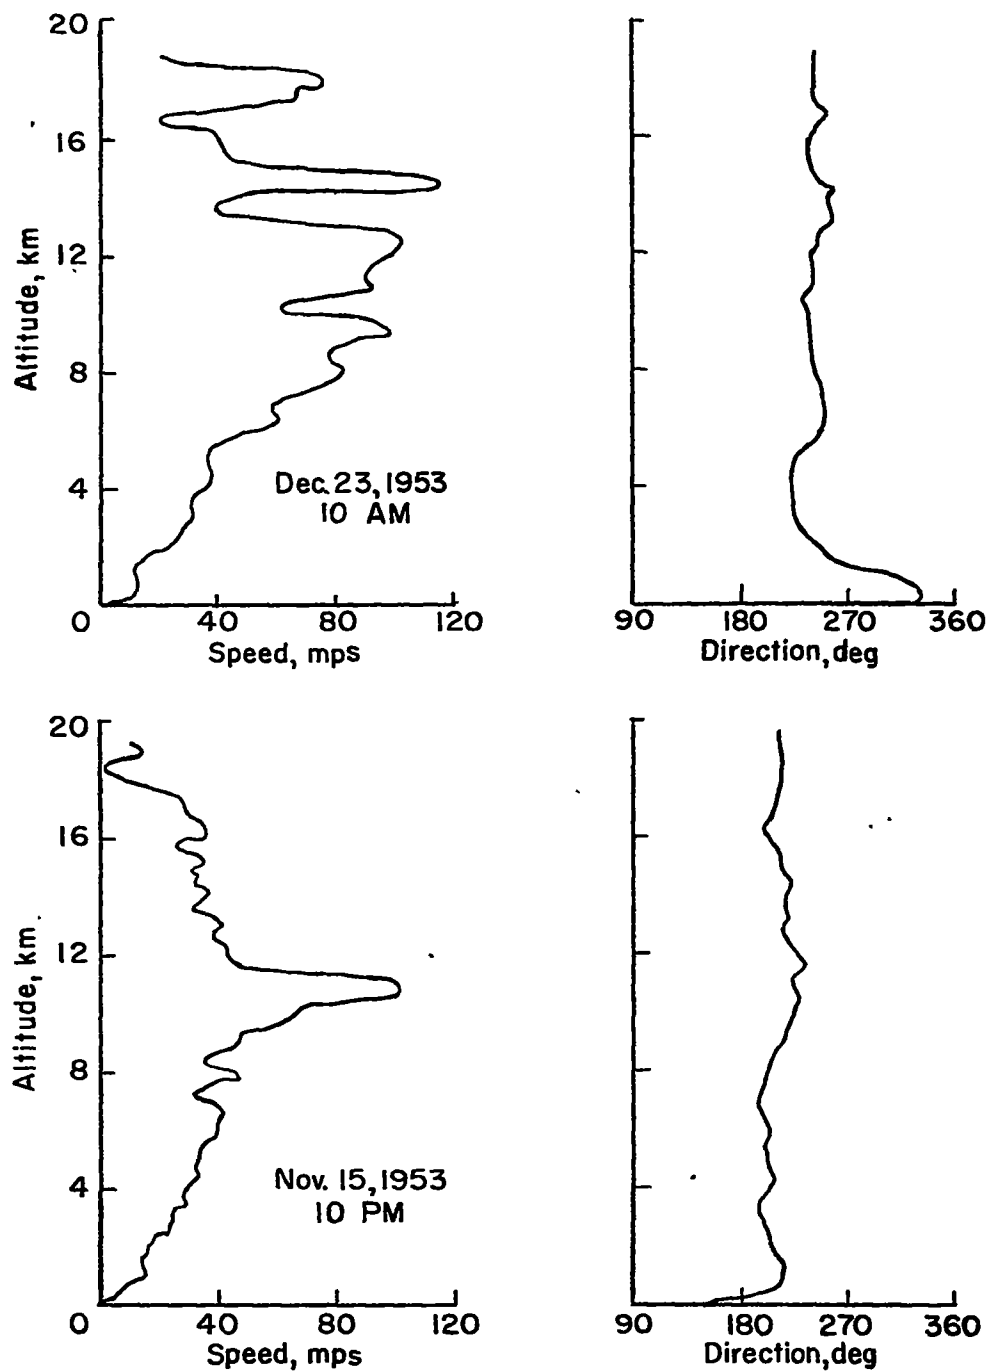 20
16
12
8
4
0
Altitude, km
40
80
120
Speed, mps
Dec. 23, 1953
10 AM
90
180
270
360
Direction, deg
20
16
12
8
4
0
Altitude, km
40
80
120
Speed, mps
Nov. 15, 1953
10 PM
90
180
270
360
Direction, deg